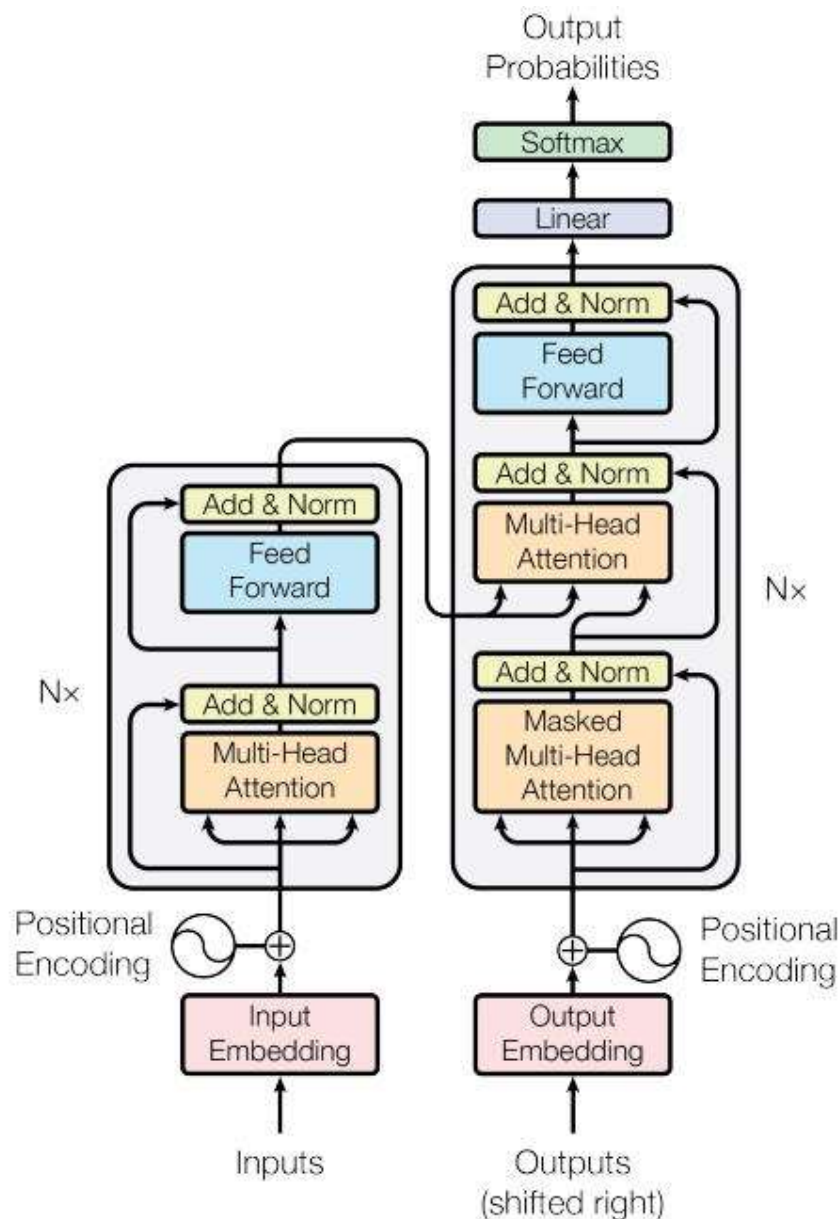 Output
Probabilities
Softmax
Linear
Add & Norm
Feed
Forward
Add & Norm
Multi-Head
Attention
Add & Norm
Masked
Multi-Head
Attention
Nx
Add & Norm
Feed
Forward
Add & Norm
Multi-Head
Attention
Nx
Positional
Encoding
Positional
Encoding
Input
Embedding
Output
Embedding
Inputs
Outputs
(shifted right)